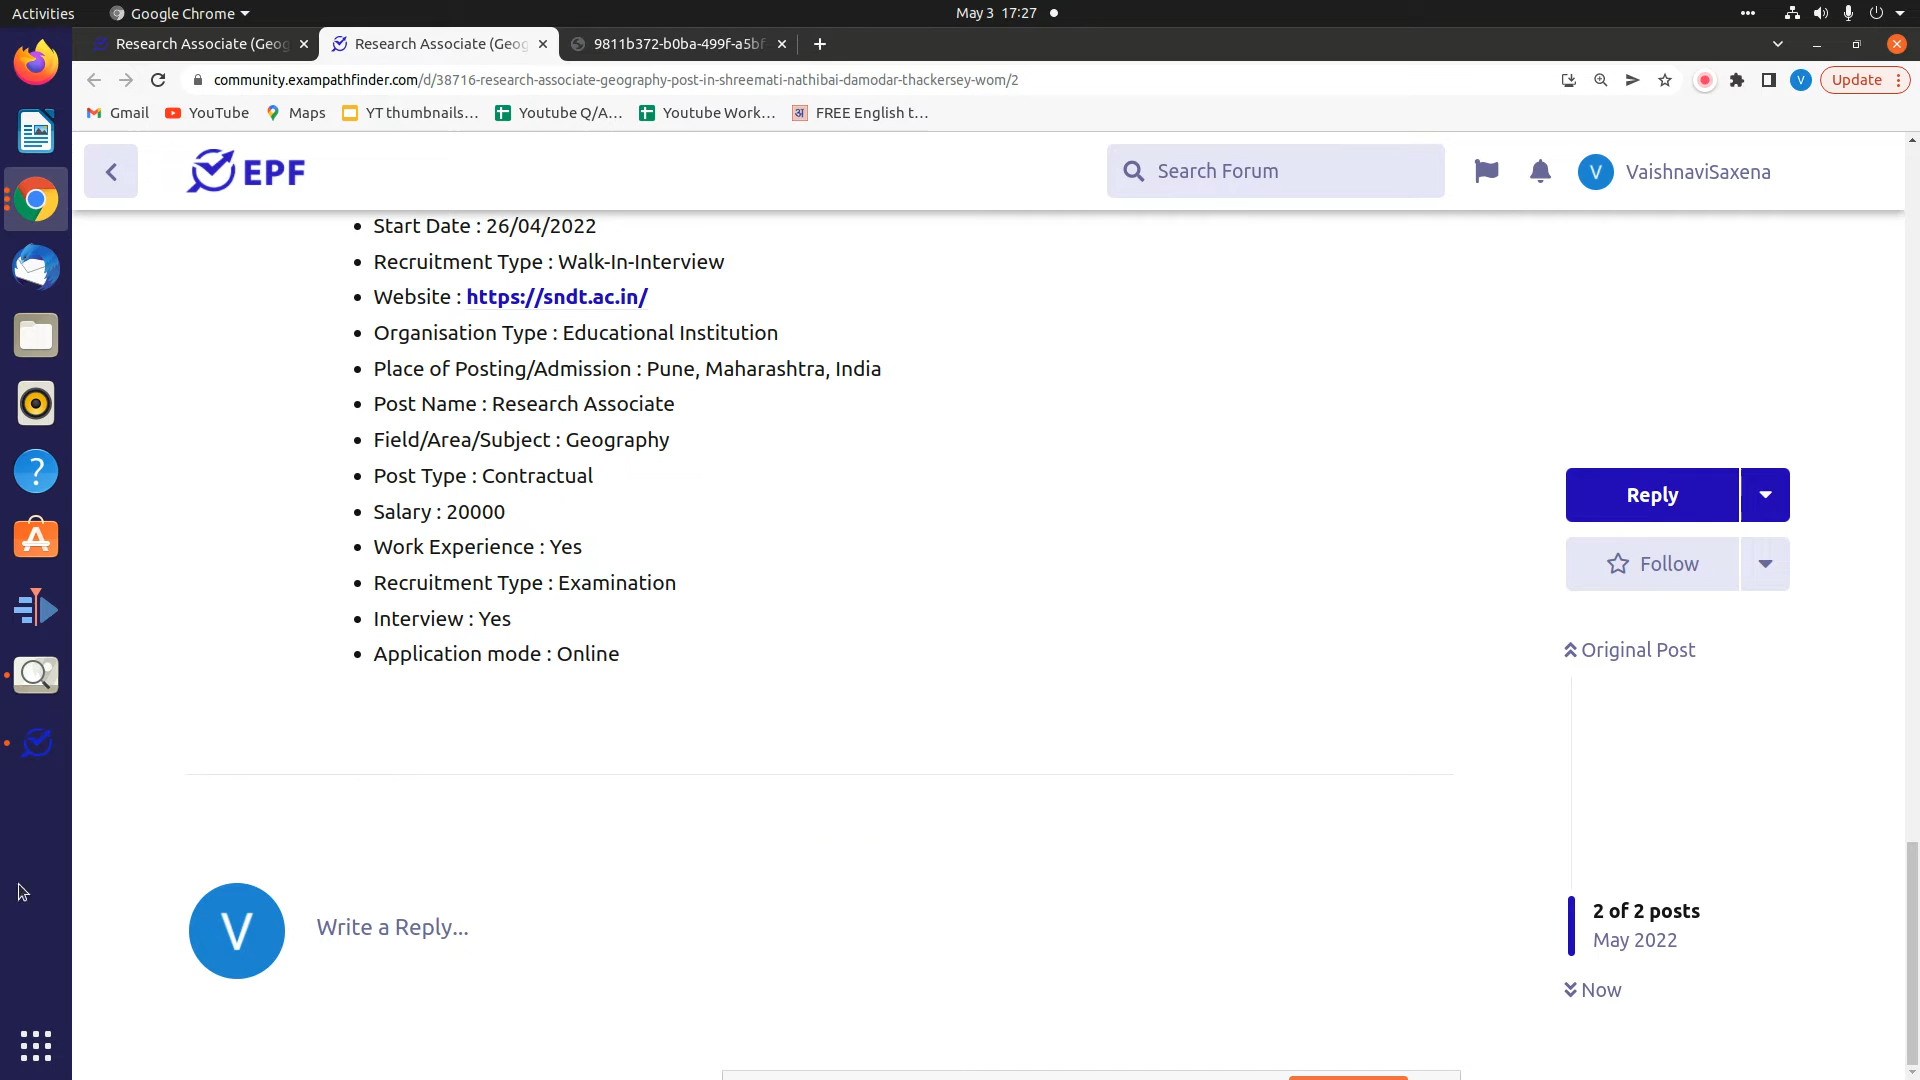 Activities
Google Chrome
May 3 17:27
Research Associate (Geog
Research Associate (Geog
9811b372-b0ba-499f-a5bf
community.exampathfinder.com/d/38716-research-associate-geography-post-in-shreemati-nathibai-damodar-thackersey-wom/2
V
Update
Gmail
YouTube
Maps
YT thumbnails...
Youtube Q/A...
Youtube Work...
अ
FREE English t...
EPF
Search Forum
V
VaishnaviSaxena
Start Date : 26/04/2022
Recruitment Type : Walk-In-Interview
Website : https://sndt.ac.in/
Organisation Type : Educational Institution
Place of Posting/Admission : Pune, Maharashtra, India
Post Name : Research Associate
Field/Area/Subject : Geography
Post Type : Contractual
Salary : 20000
Work Experience : Yes
Recruitment Type : Examination
Interview : Yes
Application mode : Online
Reply
Follow
Original Post
2 of 2 posts
May 2022
Now
V
Write a Reply...